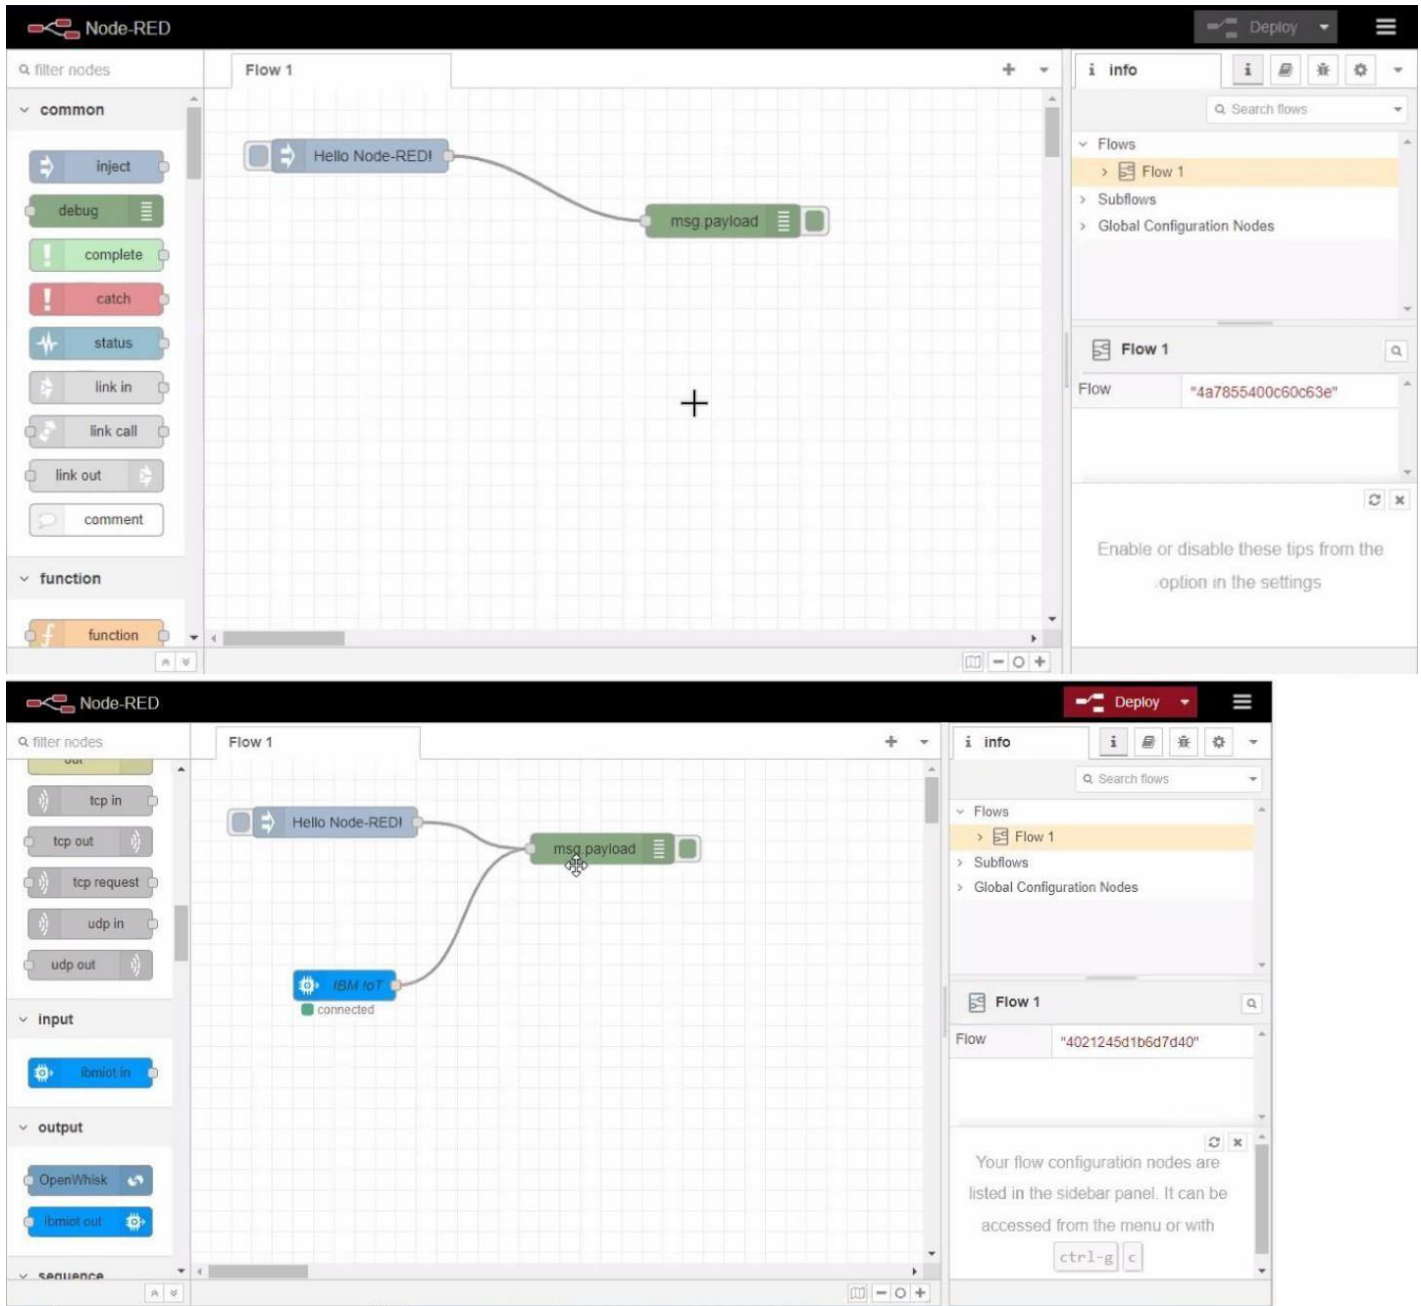 Node-RED
Deploy
filter nodes
Flow 1
info
Search flows
common
inject
debug
complete
catch
status
link in
link call
link out
comment
function
function
Hello Node-RED!
msg.payload
Flows
Flow 1
Subflows
Global Configuration Nodes
Flow 1
Flow "4a7855400c60c63e"
Enable or disable these tips from the
option in the settings
Node-RED
Deploy
filter nodes
Flow 1
info
Search flows
out
tcp in
tcp out
tcp request
udp in
udp out
input
ibmiot in
output
OpenWhisk
ibmiot out
sequence
Hello Node-RED!
msg.payload
IBM IoT
connected
Flows
Flow 1
Subflows
Global Configuration Nodes
Flow 1
Flow "4021245d1b6d7d40"
Your flow configuration nodes are
listed in the sidebar panel. It can be
accessed from the menu or with
ctrl-g c